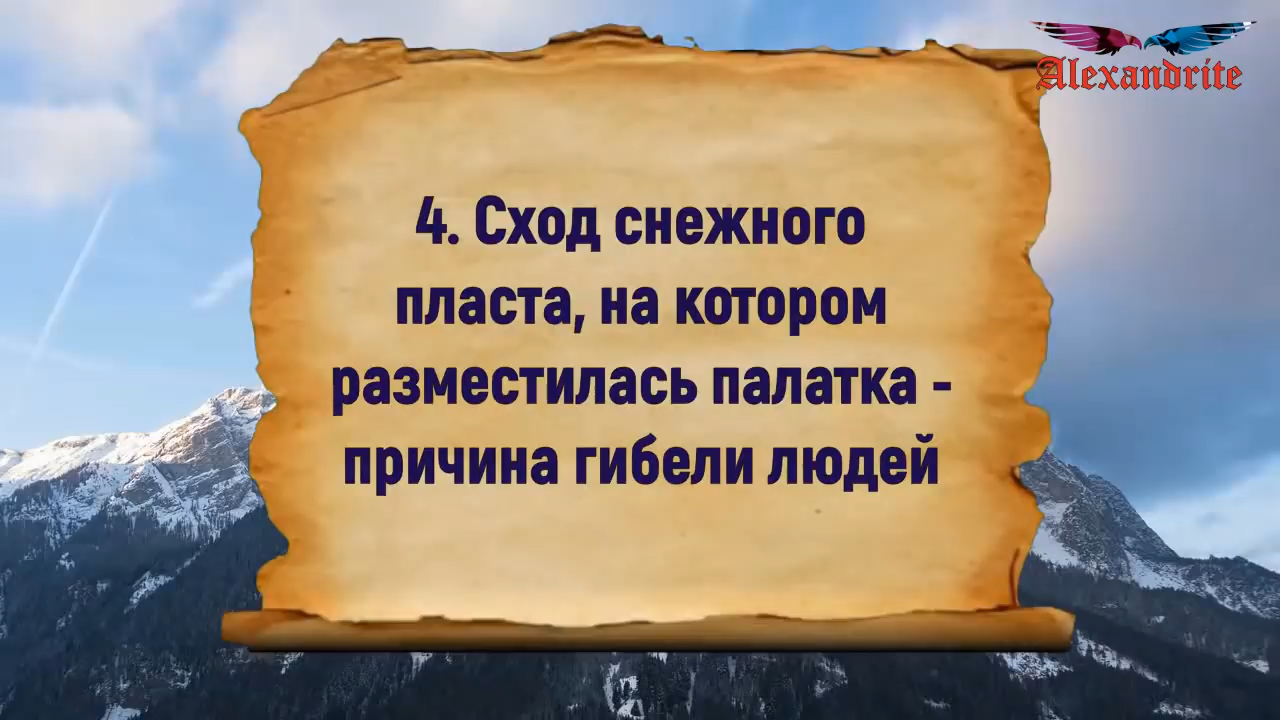 Alexandrite
4. Сход снежного
пласта, на котором
разместилась палатка -
причина гибели людей